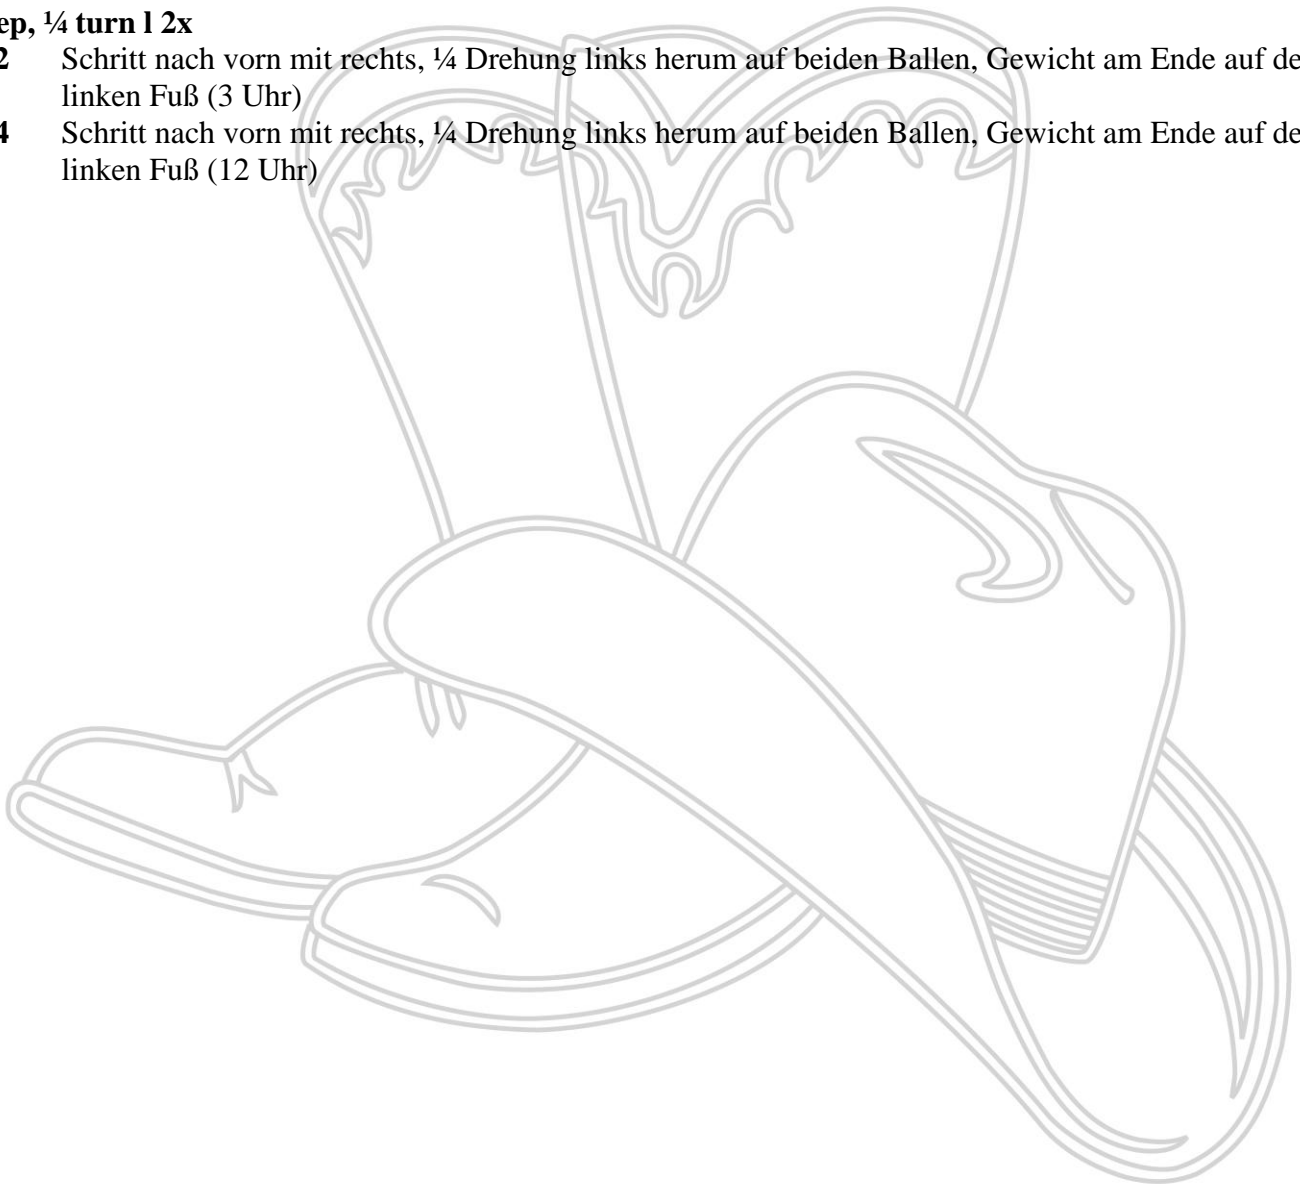 ep, ¼ turn l 2x
2 Schritt nach vorn mit rechts, ¼ Drehung links herum auf beiden Ballen, Gewicht am Ende auf de
linken Fuß (3 Uhr)
4 Schritt nach vorn mit rechts, ¼ Drehung links herum auf beiden Ballen, Gewicht am Ende auf de
linken Fuß (12 Uhr)